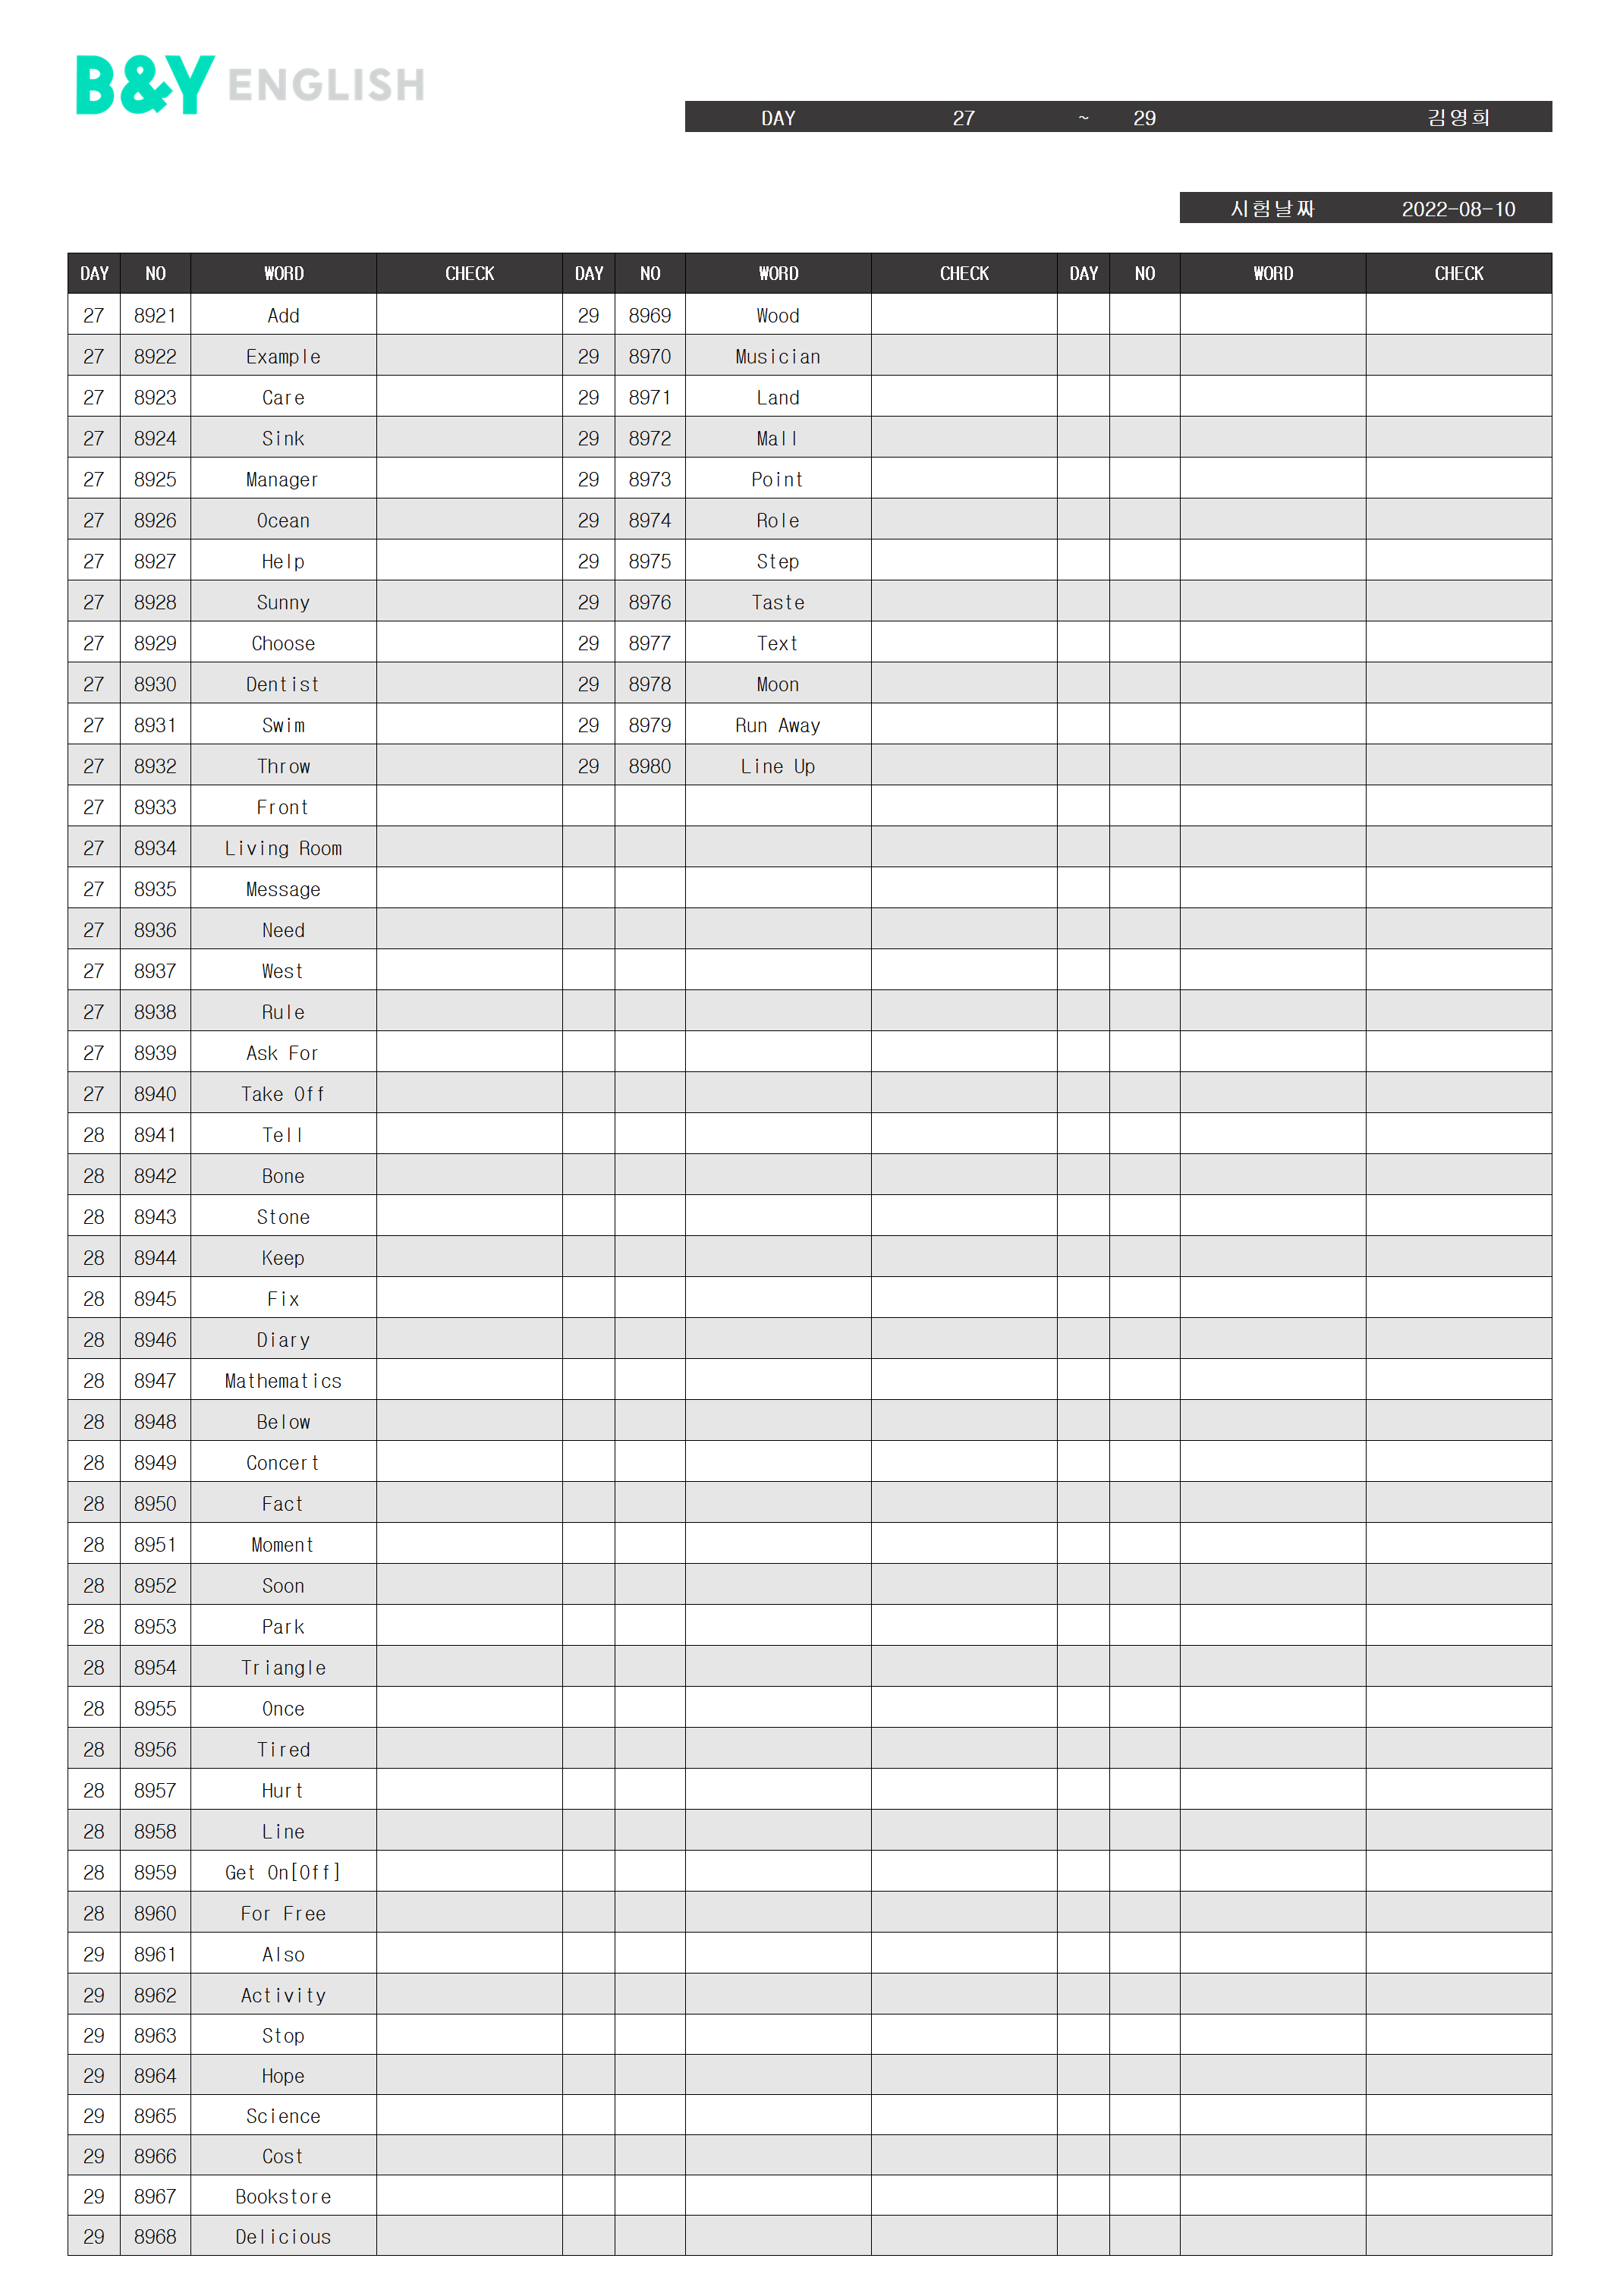 B&Y ENGLISH
DAY 27 ~ 29 김영희
시험날짜 2022-08-10
DAY NO WORD CHECK DAY NO WORD CHECK DAY NO WORD CHECK
27 8921 Add 29 8969 Wood
27 8922 Example 29 8970 Musician
27 8923 Care 29 8971 Land
27 8924 Sink 29 8972 Mall
27 8925 Manager 29 8973 Point
27 8926 Ocean 29 8974 Role
27 8927 Help 29 8975 Step
27 8928 Sunny 29 8976 Taste
27 8929 Choose 29 8977 Text
27 8930 Dentist 29 8978 Moon
27 8931 Swim 29 8979 Run Away
27 8932 Throw 29 8980 Line Up
27 8933 Front
27 8934 Living Room
27 8935 Message
27 8936 Need
27 8937 West
27 8938 Rule
27 8939 Ask For
27 8940 Take Off
28 8941 Tell
28 8942 Bone
28 8943 Stone
28 8944 Keep
28 8945 Fix
28 8946 Diary
28 8947 Mathematics
28 8948 Below
28 8949 Concert
28 8950 Fact
28 8951 Moment
28 8952 Soon
28 8953 Park
28 8954 Triangle
28 8955 Once
28 8956 Tired
28 8957 Hurt
28 8958 Line
28 8959 Get On[Off]
28 8960 For Free
29 8961 Also
29 8962 Activity
29 8963 Stop
29 8964 Hope
29 8965 Science
29 8966 Cost
29 8967 Bookstore
29 8968 Delicious